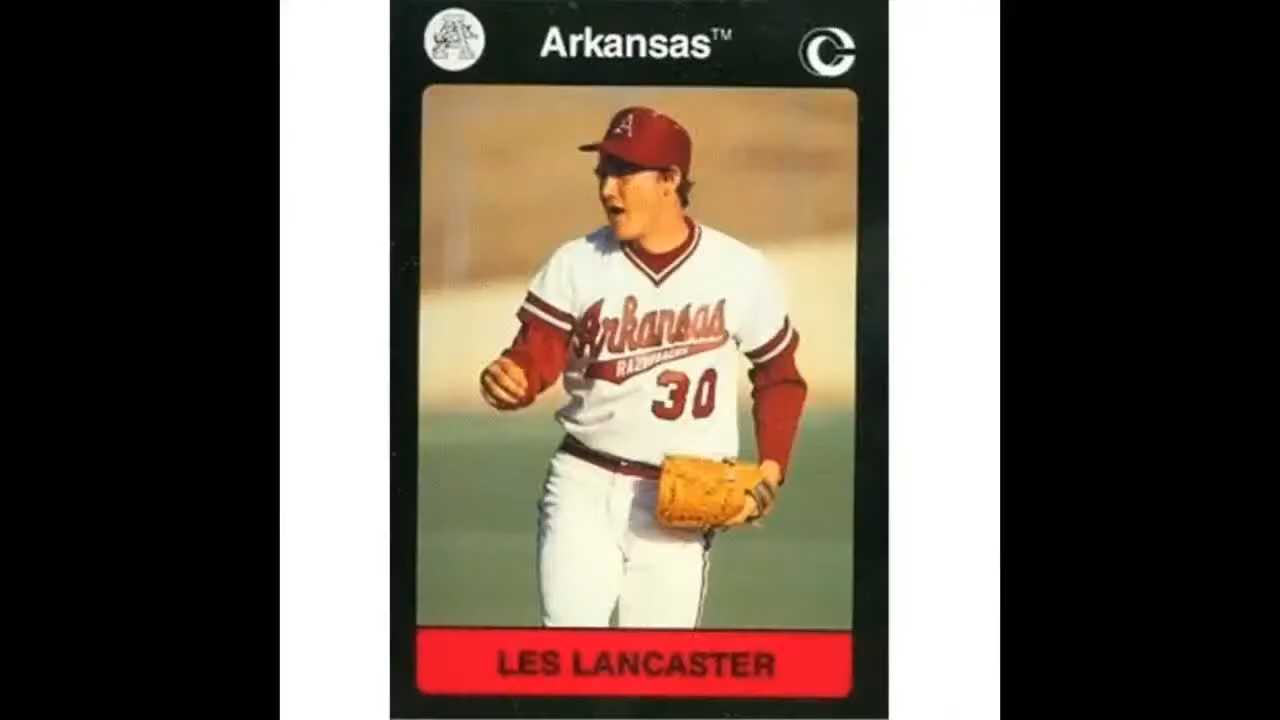 A
Arkansas™
C
A
Arkansas
RAZORBACKS
30
LES LANCASTER